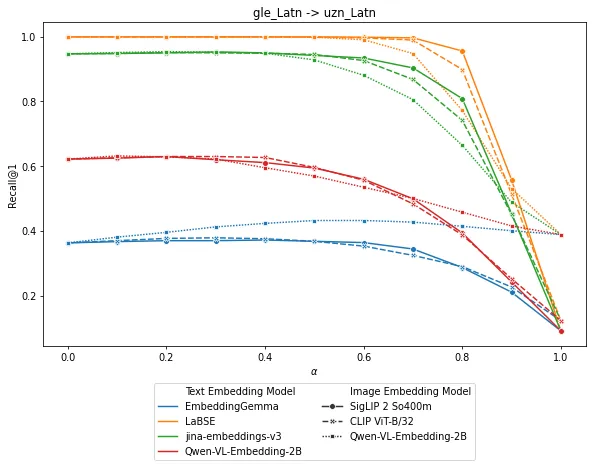 gle_Latn -> uzn_Latn
Recall@1
1.0
0.8
0.6
0.4
0.2
0.0 0.2 0.4 0.6 0.8 1.0
α
Text Embedding Model Image Embedding Model
EmbeddingGemma SigLIP 2 So400m
LaBSE CLIP ViT-B/32
jina-embeddings-v3 Qwen-VL-Embedding-2B
Qwen-VL-Embedding-2B